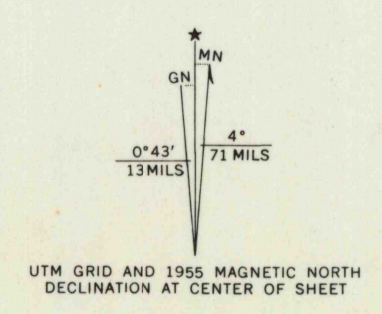 ★
MN
GN
4°
0°43'
71 MILS
13 MILS
UTM GRID AND 1955 MAGNETIC NORTH
DECLINATION AT CENTER OF SHEET